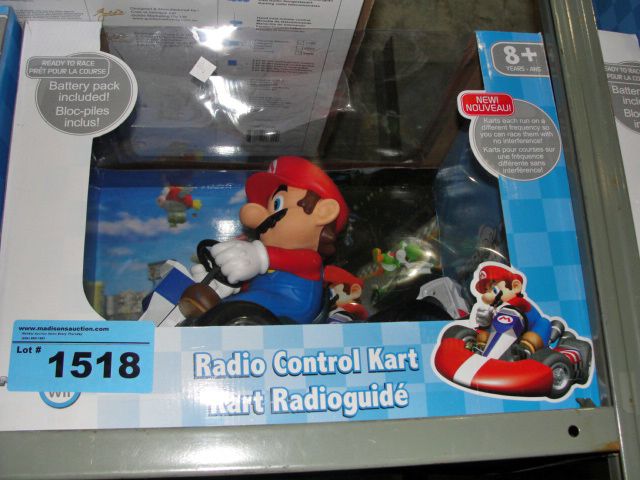 READY TO RACE
PRÊT POUR LA COURSE
Battery pack
included!
Bloc-piles
inclus!
8+
YEARS - ANS
NEW!
NOUVEAU!
Karts each run on a
different frequency so
you can race them with
no interference!
Karts pour courses sur
une fréquence
différente sans
interférence!
www.madisonsauction.com
Lot # 1518
Wii
Radio Control Kart
Kart Radioguidé